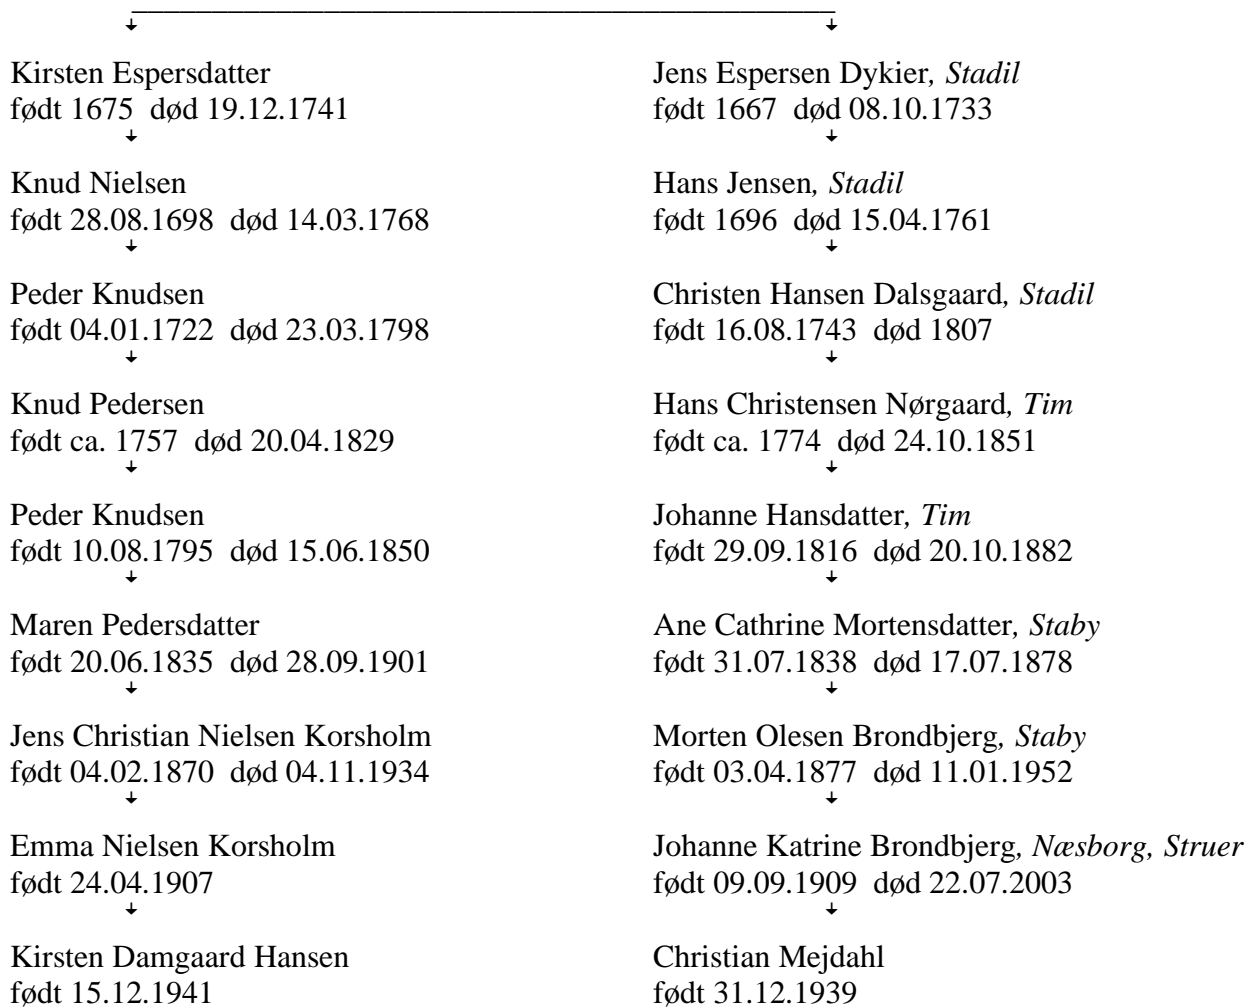 Kirsten Espersdatter
født 1675 død 19.12.1741
Jens Espersen Dykier, Stadil
født 1667 død 08.10.1733
Knud Nielsen
født 28.08.1698 død 14.03.1768
Hans Jensen, Stadil
født 1696 død 15.04.1761
Peder Knudsen
født 04.01.1722 død 23.03.1798
Christen Hansen Dalsgaard, Stadil
født 16.08.1743 død 1807
Knud Pedersen
født ca. 1757 død 20.04.1829
Hans Christensen Nørgaard, Tim
født ca. 1774 død 24.10.1851
Peder Knudsen
født 10.08.1795 død 15.06.1850
Johanne Hansdatter, Tim
født 29.09.1816 død 20.10.1882
Maren Pedersdatter
født 20.06.1835 død 28.09.1901
Ane Cathrine Mortensdatter, Staby
født 31.07.1838 død 17.07.1878
Jens Christian Nielsen Korsholm
født 04.02.1870 død 04.11.1934
Morten Olesen Brondbjerg, Staby
født 03.04.1877 død 11.01.1952
Emma Nielsen Korsholm
født 24.04.1907
Johanne Katrine Brondbjerg, Næsborg, Struer
født 09.09.1909 død 22.07.2003
Kirsten Damgaard Hansen
født 15.12.1941
Christian Mejdahl
født 31.12.1939